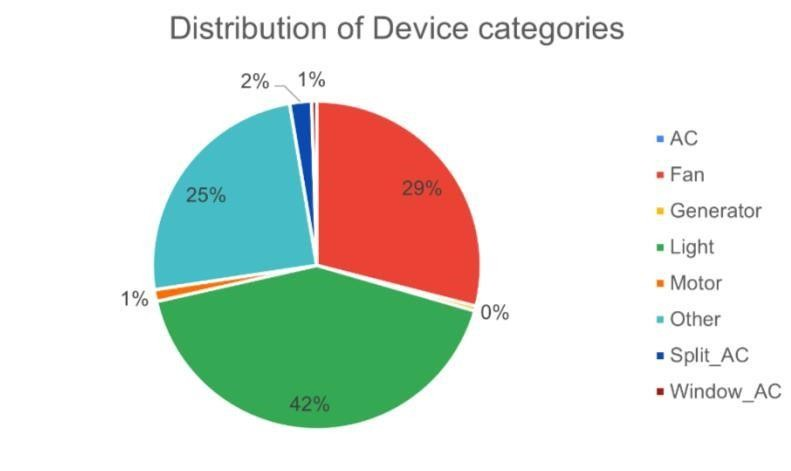 Distribution of Device categories
2%
1%
AC
29%
Fan
25%
Generator
Light
Motor
1%
0%
Other
Split_AC
Window_AC
42%